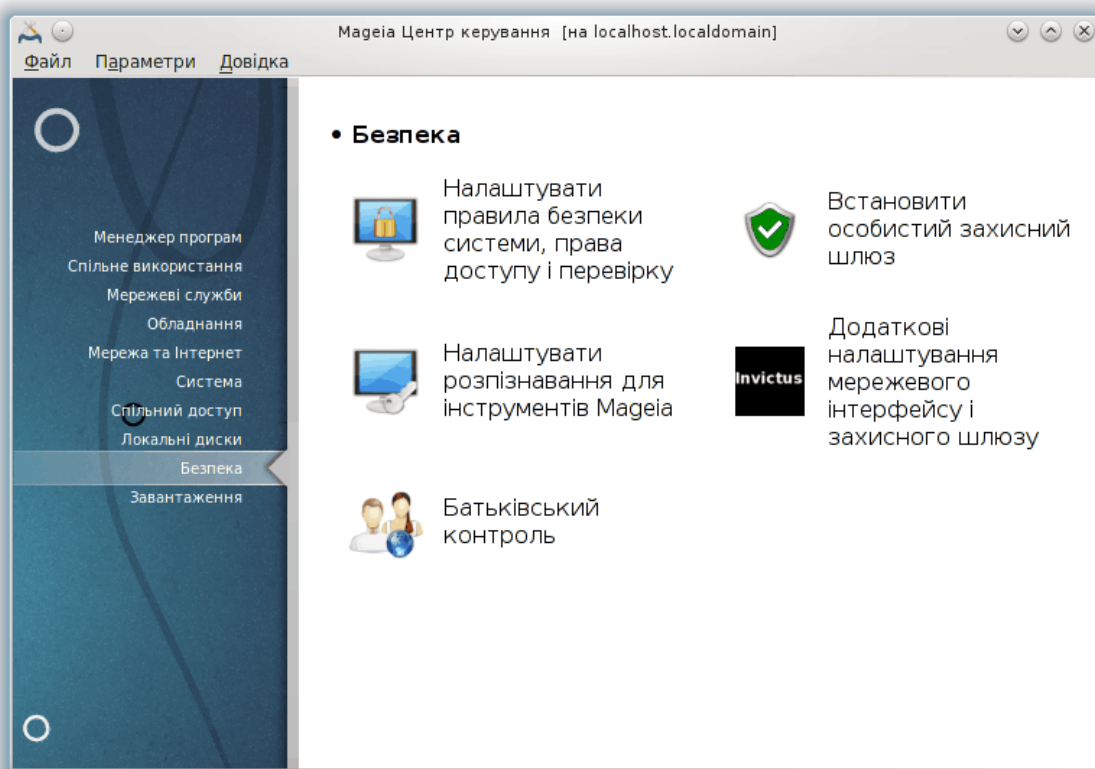 Mageia Центр керування [на localhost.localdomain]
Файл Параметри Довідка
Менеджер програм
Спільне використання
Мережеві служби
Обладнання
Мережа та Інтернет
Система
Спільний доступ
Локальні диски
Безпека
Завантаження
• Безпека
Налаштувати
правила безпеки
системи, права
доступу і перевірку
Встановити
особистий захисний
шлюз
Налаштувати
розпізнавання для
інструментів Mageia
Invictus
Додаткові
налаштування
мережевого
інтерфейсу і
захисного шлюзу
Батьківський
контроль